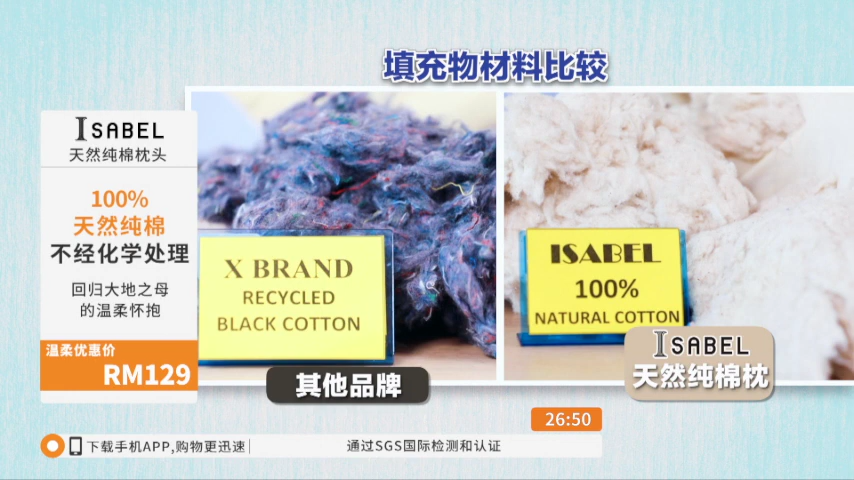 填充物材料比较
ISABEL
天然纯棉枕头
100%
天然纯棉
不经化学处理
回归大地之母
的温柔怀抱
温柔优惠价
RM129
X BRAND
RECYCLED
BLACK COTTON
其他品牌
ISABEL
100%
NATURAL COTTON
ISABEL
天然纯棉枕
26:50
下载手机APP,购物更迅速
通过SGS国际检测和认证